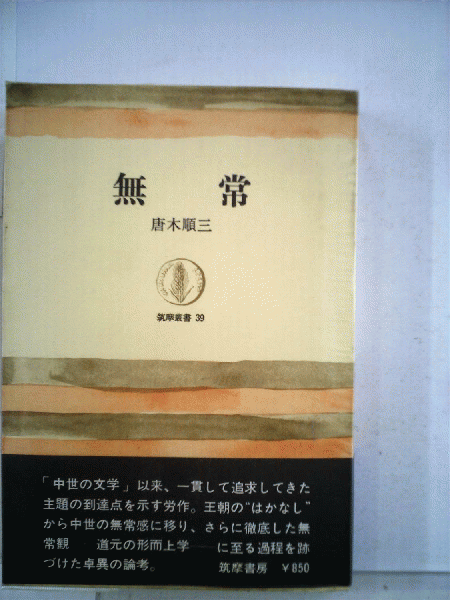 無常
唐木順三
筑摩叢書 39
「中世の文学」以来、一貫して追求してきた
主題の到達点を示す労作。王朝の"はかなし"
から中世の無常感に移り、さらに徹底した無
常観──道元の形而上学──に至る過程を跡
づけた卓異の論考。 筑摩書房 ¥850